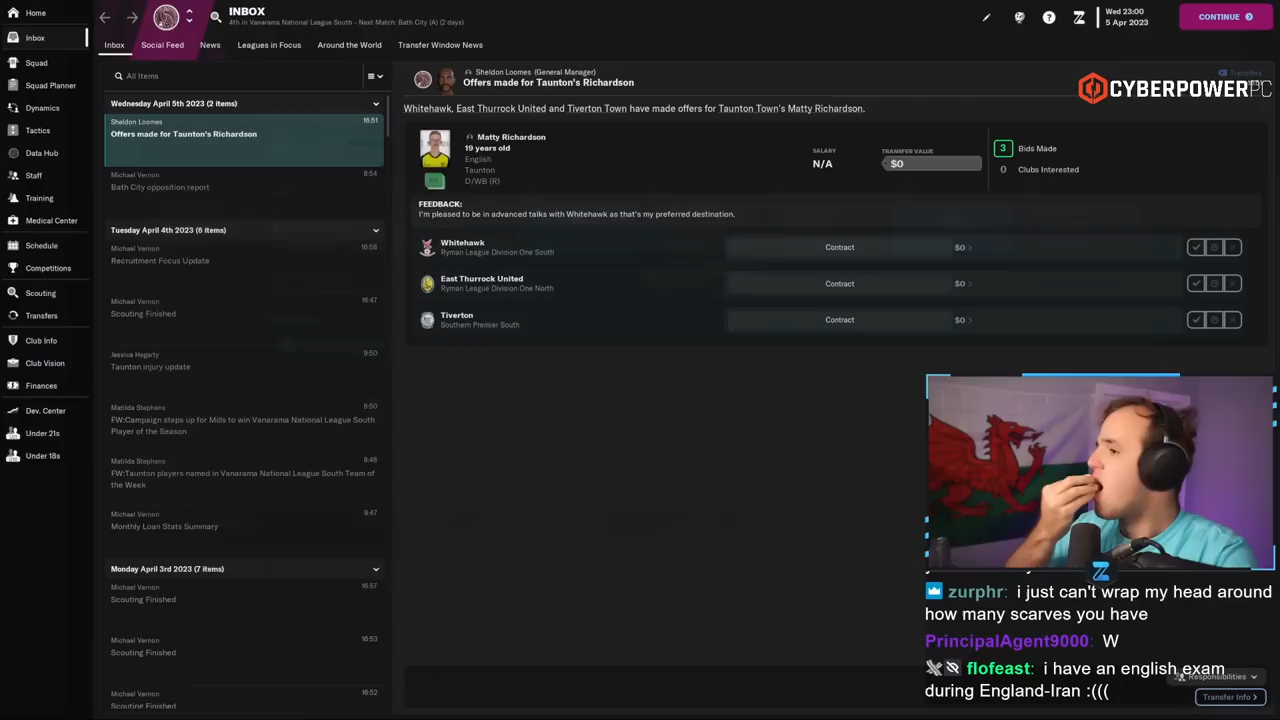 Home
Inbox
Squad
Squad Planner
Dynamics
Tactics
Data Hub
Staff
Training
Medical Center
Schedule
Competitions
Scouting
Transfers
Club Info
Club Vision
Finances
Dev. Center
Under 21s
Under 18s
INBOX
4th in Vanarama National League South - Next Match: Bath City (A) (2 days)
Wed 23:00
5 Apr 2023
CONTINUE
Inbox
Social Feed
News
Leagues in Focus
Around the World
Transfer Window News
All Items
Wednesday April 5th 2023 (2 items)
Sheldon Loomes 16:51
Offers made for Taunton's Richardson
Michael Vernon 8:54
Bath City opposition report
Tuesday April 4th 2023 (6 items)
Michael Vernon 16:58
Recruitment Focus Update
Michael Vernon 16:47
Scouting Finished
Jessica Hegarty 8:50
Taunton injury update
Matilda Stephens 8:50
FW:Campaign steps up for Mills to win Vanarama National League South
Player of the Season
Matilda Stephens 8:48
FW:Taunton players named in Vanarama National League South Team of
the Week
Michael Vernon 8:47
Monthly Loan Stats Summary
Monday April 3rd 2023 (7 items)
Michael Vernon 16:57
Scouting Finished
Michael Vernon 16:53
Scouting Finished
Michael Vernon 16:52
Scouting Finished
Sheldon Loomes (General Manager)
Offers made for Taunton's Richardson
Transfers
CYBERPOWERPC
Whitehawk, East Thurrock United and Tiverton Town have made offers for Taunton Town's Matty Richardson.
Matty Richardson
19 years old
English
Taunton
D/WB (R)
SALARY
N/A
TRANSFER VALUE
$0
3 Bids Made
0 Clubs Interested
FEEDBACK:
I'm pleased to be in advanced talks with Whitehawk as that's my preferred destination.
Whitehawk
Ryman League Division One South
Contract $0
East Thurrock United
Ryman League Division One North
Contract $0
Tiverton
Southern Premier South
Contract $0
zurphr: i just can't wrap my head around
how many scarves you have
PrincipalAgent9000: W
flofeast: i have an english exam
during England-Iran :(((
Responsibilities
Transfer Info